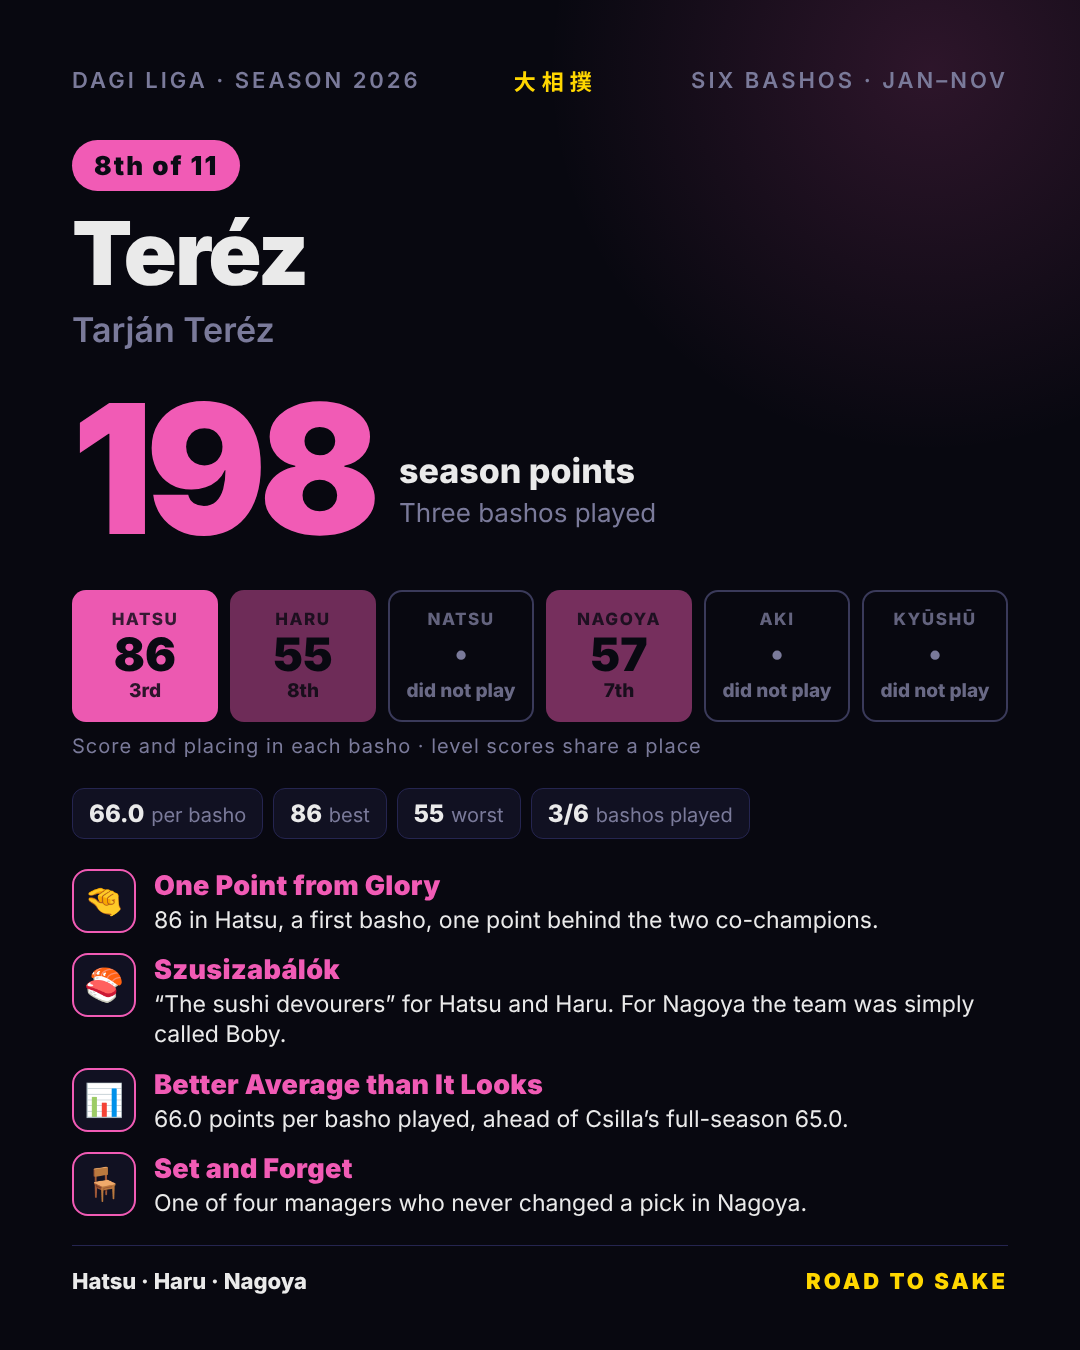 DAGI LIGA · SEASON 2026
大相撲
SIX BASHOS · JAN–NOV
8th of 11
Teréz
Tarján Teréz
198
season points
Three bashos played
HATSU
86
3rd
HARU
55
8th
NATSU
•
did not play
NAGOYA
57
7th
AKI
•
did not play
KYŪSHŪ
•
did not play
Score and placing in each basho · level scores share a place
66.0 per basho
86 best
55 worst
3/6 bashos played
One Point from Glory
86 in Hatsu, a first basho, one point behind the two co-champions.
Szusizabálók
“The sushi devourers” for Hatsu and Haru. For Nagoya the team was simply
called Boby.
Better Average than It Looks
66.0 points per basho played, ahead of Csilla’s full-season 65.0.
Set and Forget
One of four managers who never changed a pick in Nagoya.
Hatsu · Haru · Nagoya
ROAD TO SAKE